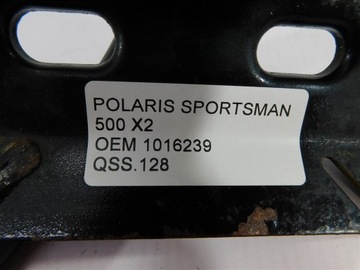 POLARIS SPORTSMAN
500 X2
OEM 1016239
QSS.128